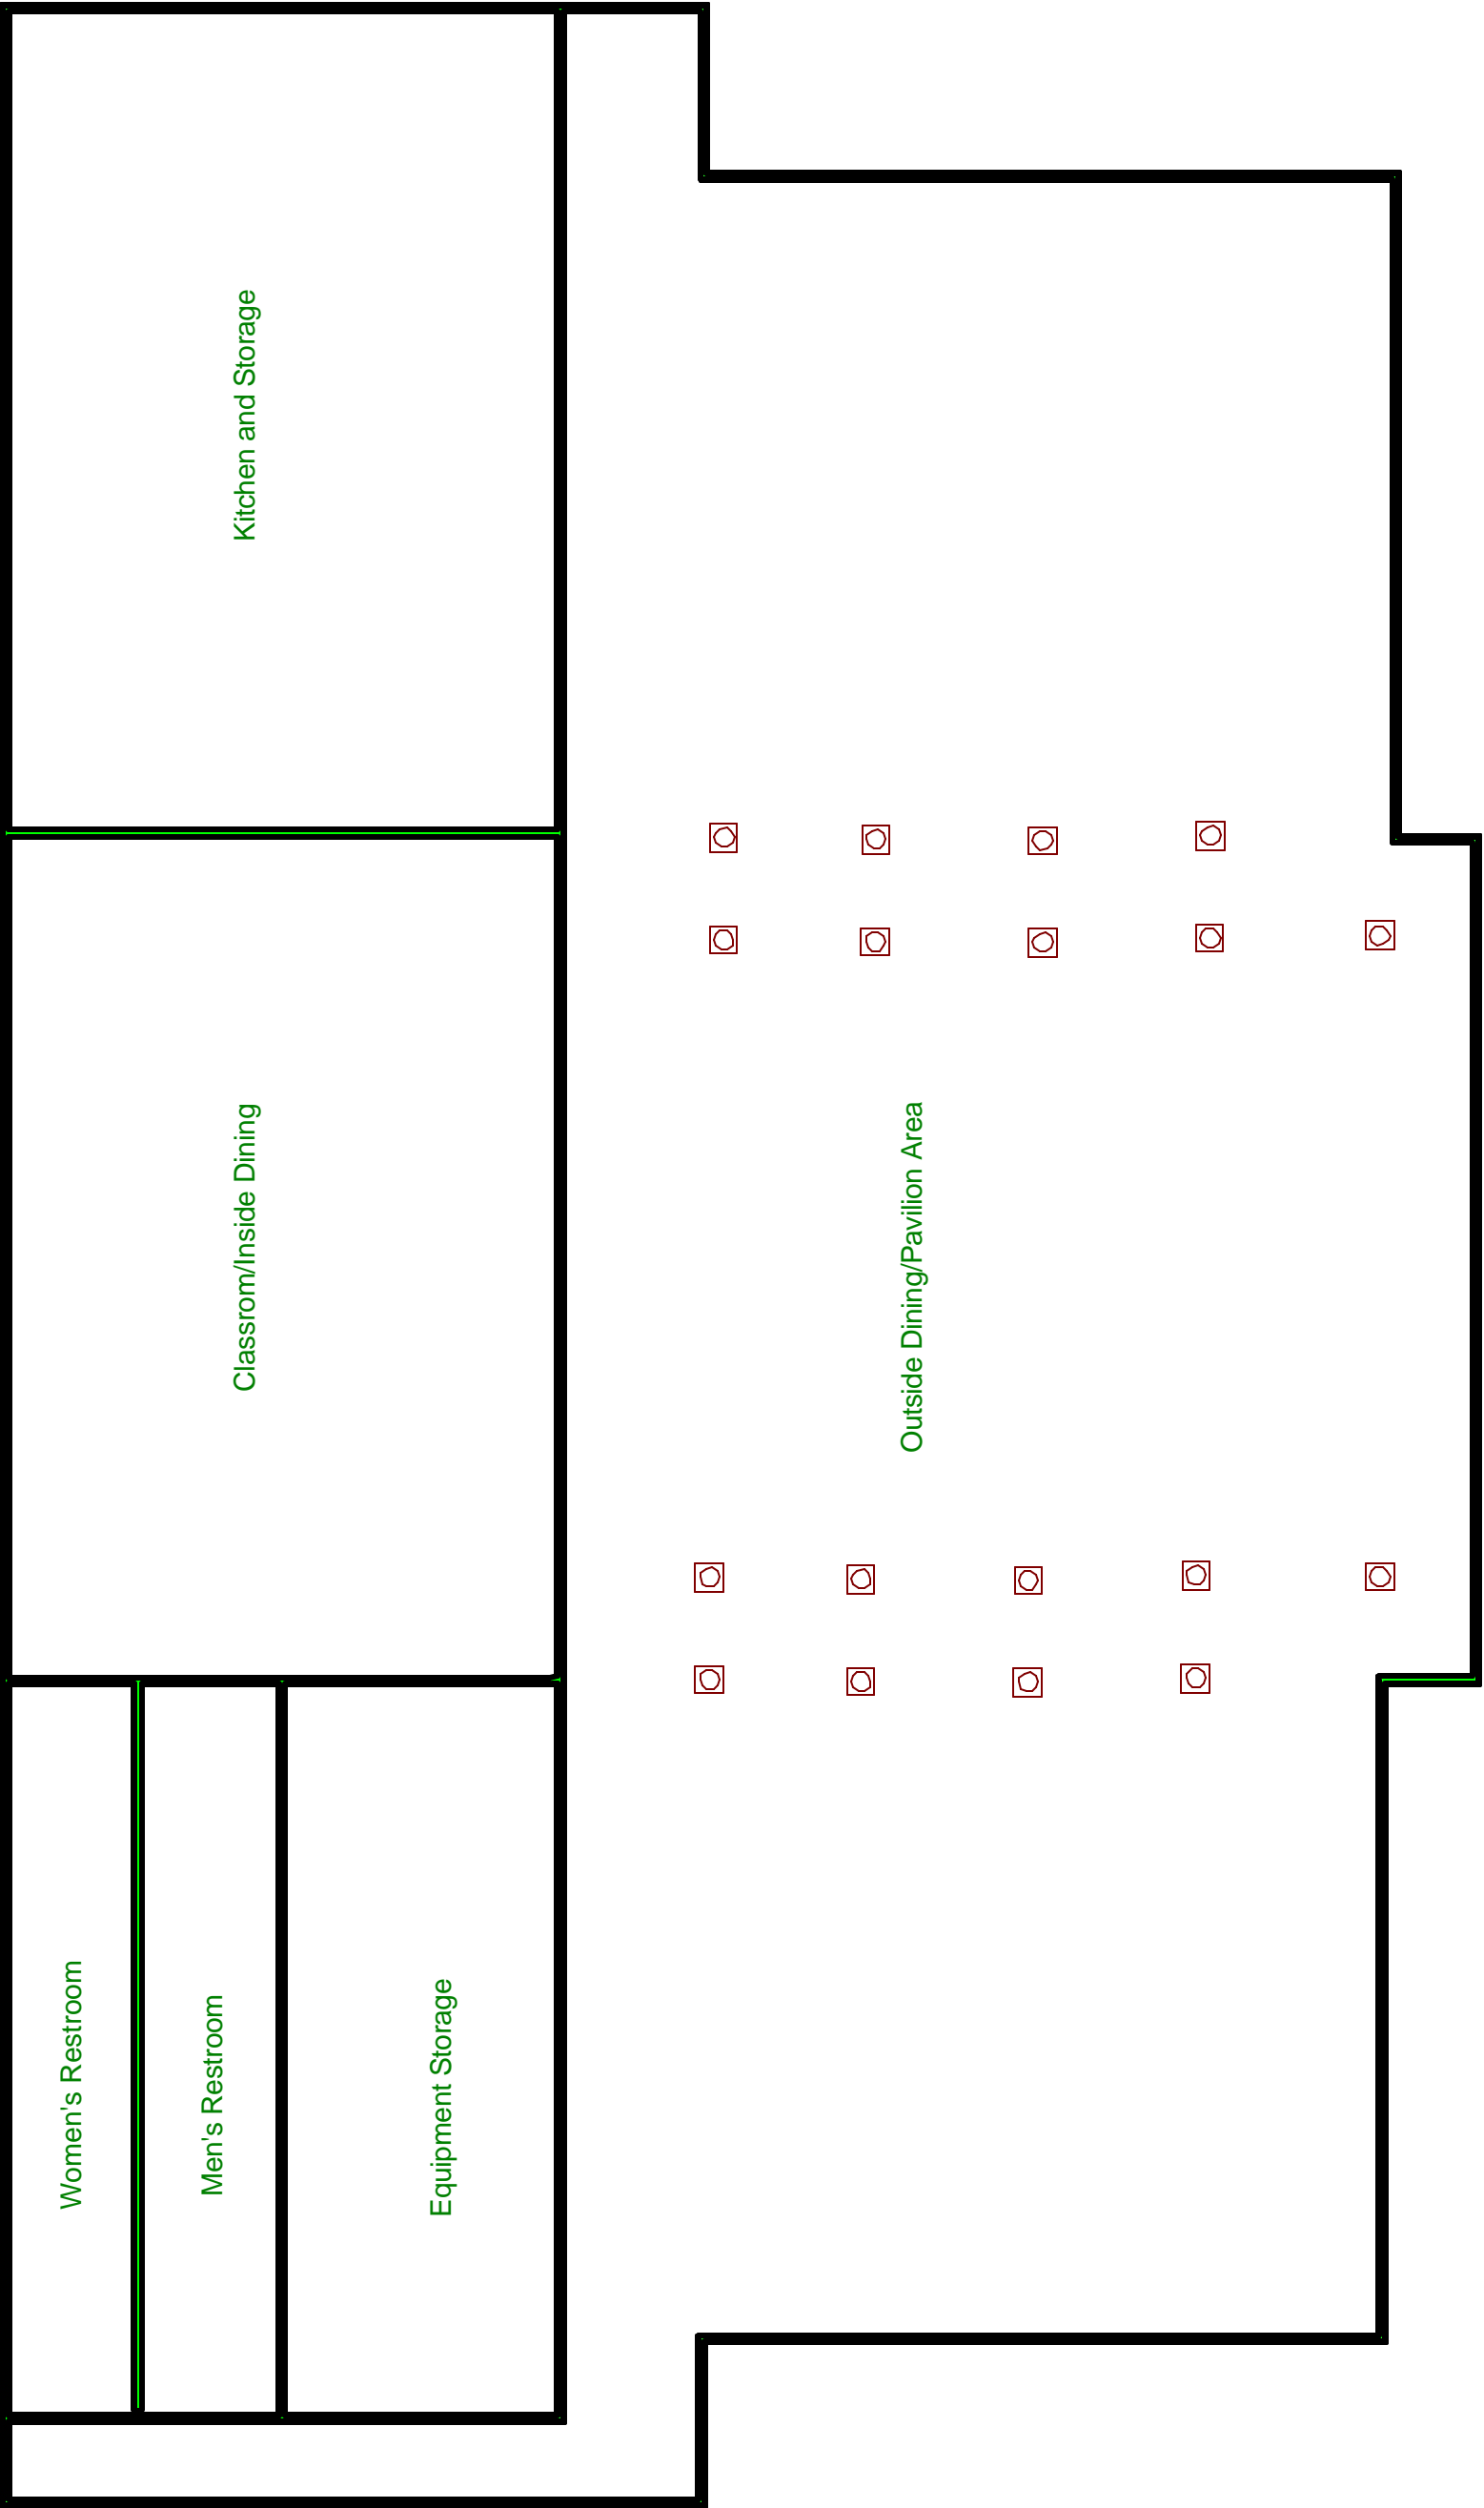 Kitchen and Storage
Classrom/Inside Dining
Outside Dining/Pavilion Area
Women's Restroom
Men's Restroom
Equipment Storage